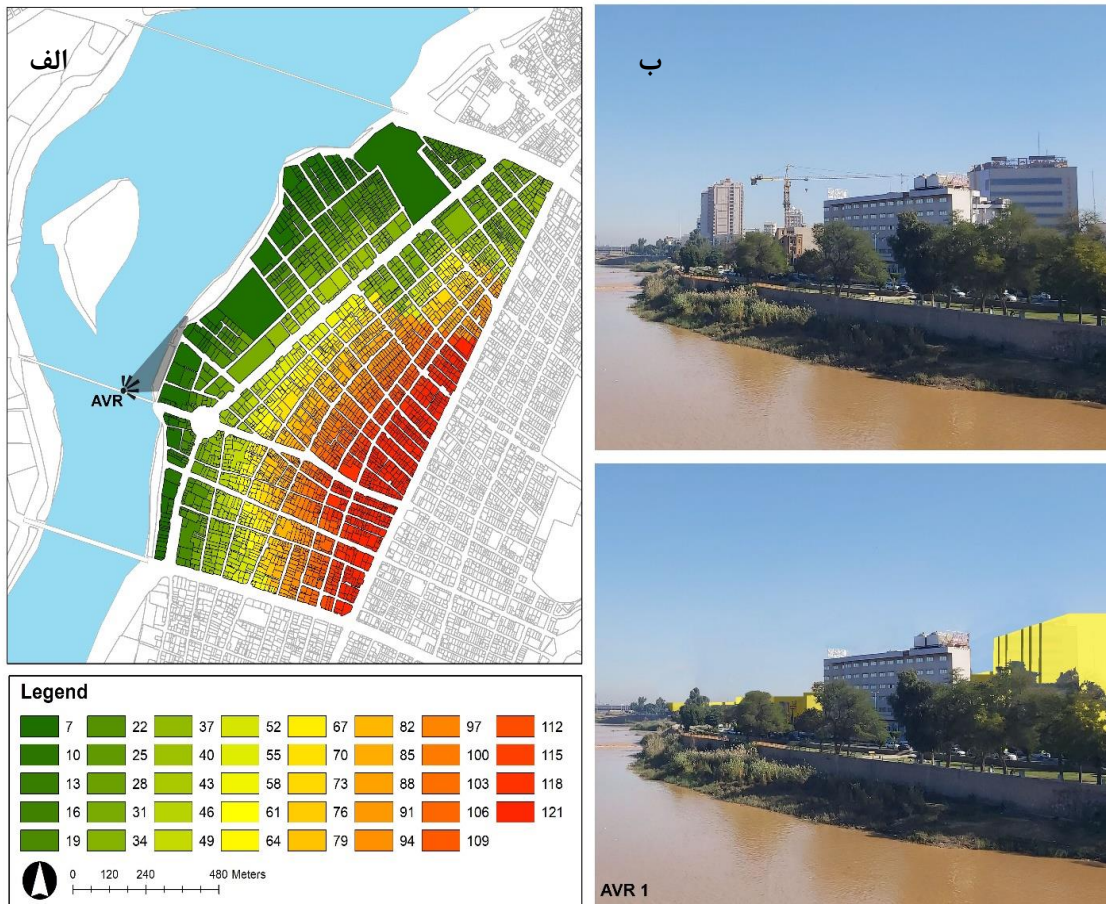 الف
ب
AVR
Legend
7 22 37 52 67 82 97 112
10 25 40 55 70 85 100 115
13 28 43 58 73 88 103 118
16 31 46 61 76 91 106 121
19 34 49 64 79 94 109
0 120 240 480 Meters
AVR 1